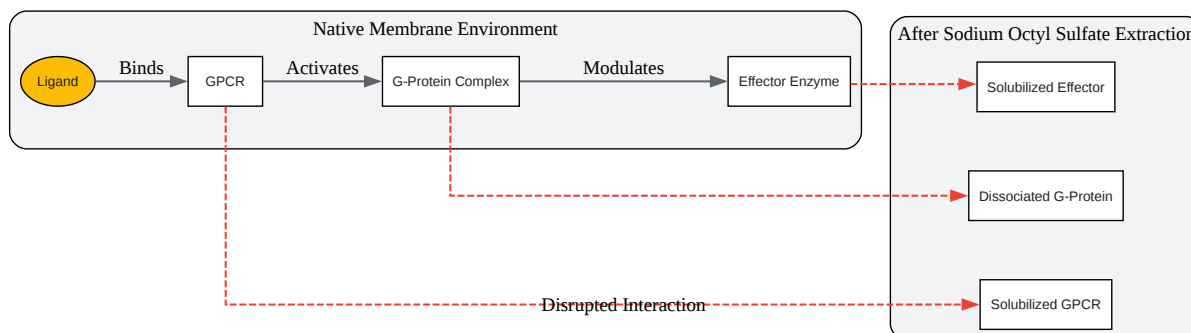 Native Membrane Environment
After Sodium Octyl Sulfate Extraction
Ligand
Binds
GPCR
Activates
G-Protein Complex
Modulates
Effector Enzyme
Solubilized Effector
Dissociated G-Protein
Disrupted Interaction
Solubilized GPCR